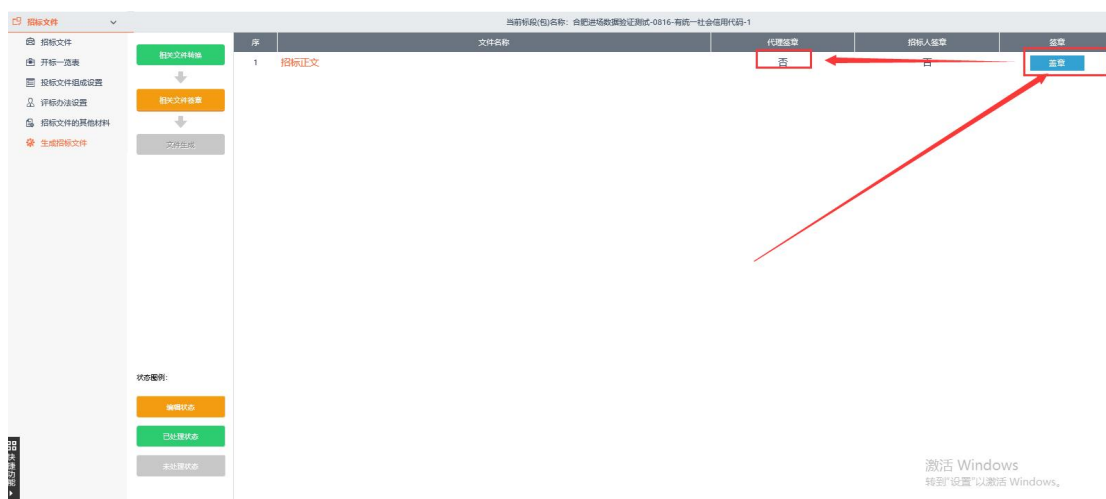 招标文件
当前标段(包)名称：合肥进场数据验证测试-0816-有统一社会信用代码-1
招标文件
开标一览表
投标文件组成设置
评标办法设置
招标文件的其他材料
生成招标文件
相关文件转换
相关文件签章
文件生成
序 文件名称 代理签章 招标人签章 签章
1 招标正文 否 否 盖章
状态图例：
编辑状态
已处理状态
未处理状态
快捷功能
激活 Windows
转到"设置"以激活 Windows。